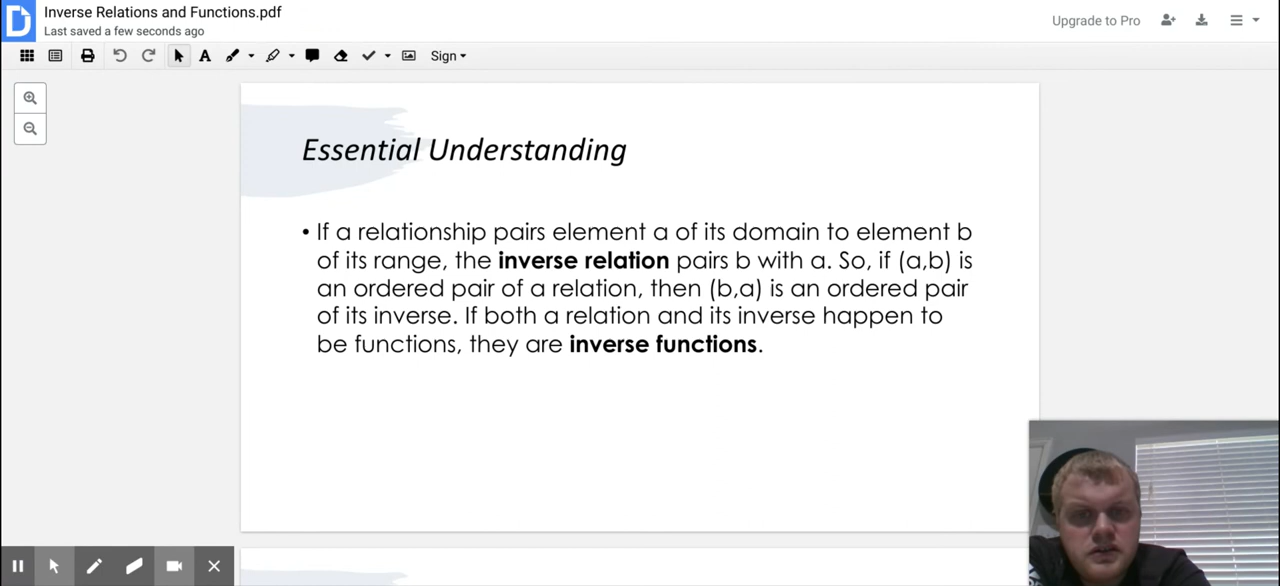 Inverse Relations and Functions.pdf
Last saved a few seconds ago
Upgrade to Pro
A
Sign
Essential Understanding
• If a relationship pairs element a of its domain to element b
of its range, the inverse relation pairs b with a. So, if (a,b) is
an ordered pair of a relation, then (b,a) is an ordered pair
of its inverse. If both a relation and its inverse happen to
be functions, they are inverse functions.